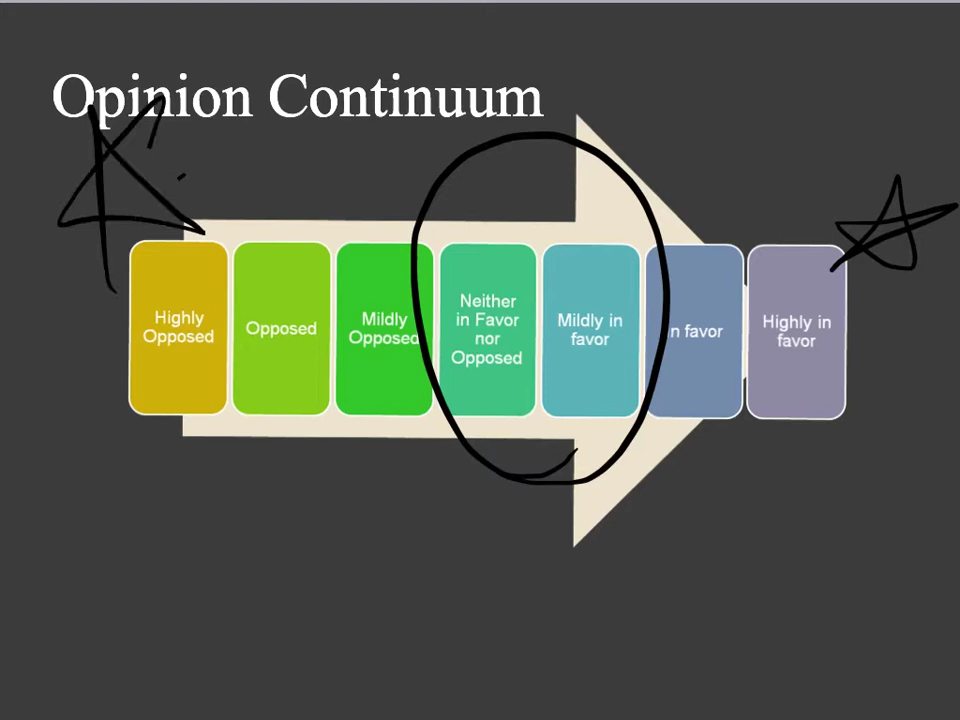 Opinion Continuum
Highly
Opposed
Opposed
Mildly
Opposed
Neither
in Favor
nor
Opposed
Mildly in
favor
n favor
Highly in
favor